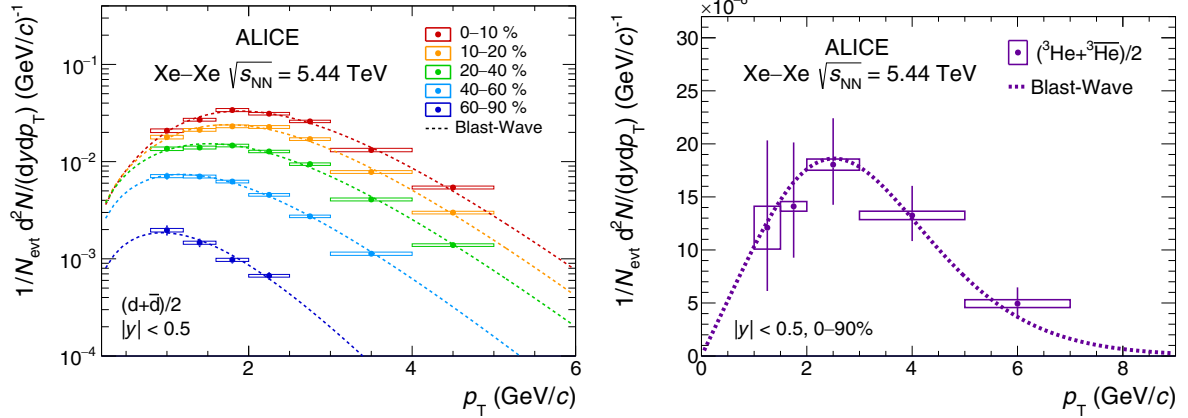 ALICE
Xe–Xe √sNN = 5.44 TeV
0–10 %
10–20 %
20–40 %
40–60 %
60–90 %
Blast-Wave
(d+d̅)/2
|y| < 0.5
1/Nevt d²N/(dydpT) (GeV/c)⁻¹
10⁻¹
10⁻²
10⁻³
10⁻⁴
2 4 6
pT (GeV/c)
ALICE
Xe–Xe √sNN = 5.44 TeV
(³He+³H̅e̅)/2
Blast-Wave
|y| < 0.5, 0–90%
1/Nevt d²N/(dydpT) (GeV/c)⁻¹
30
25
20
15
10
5
0
0 2 4 6 8
pT (GeV/c)